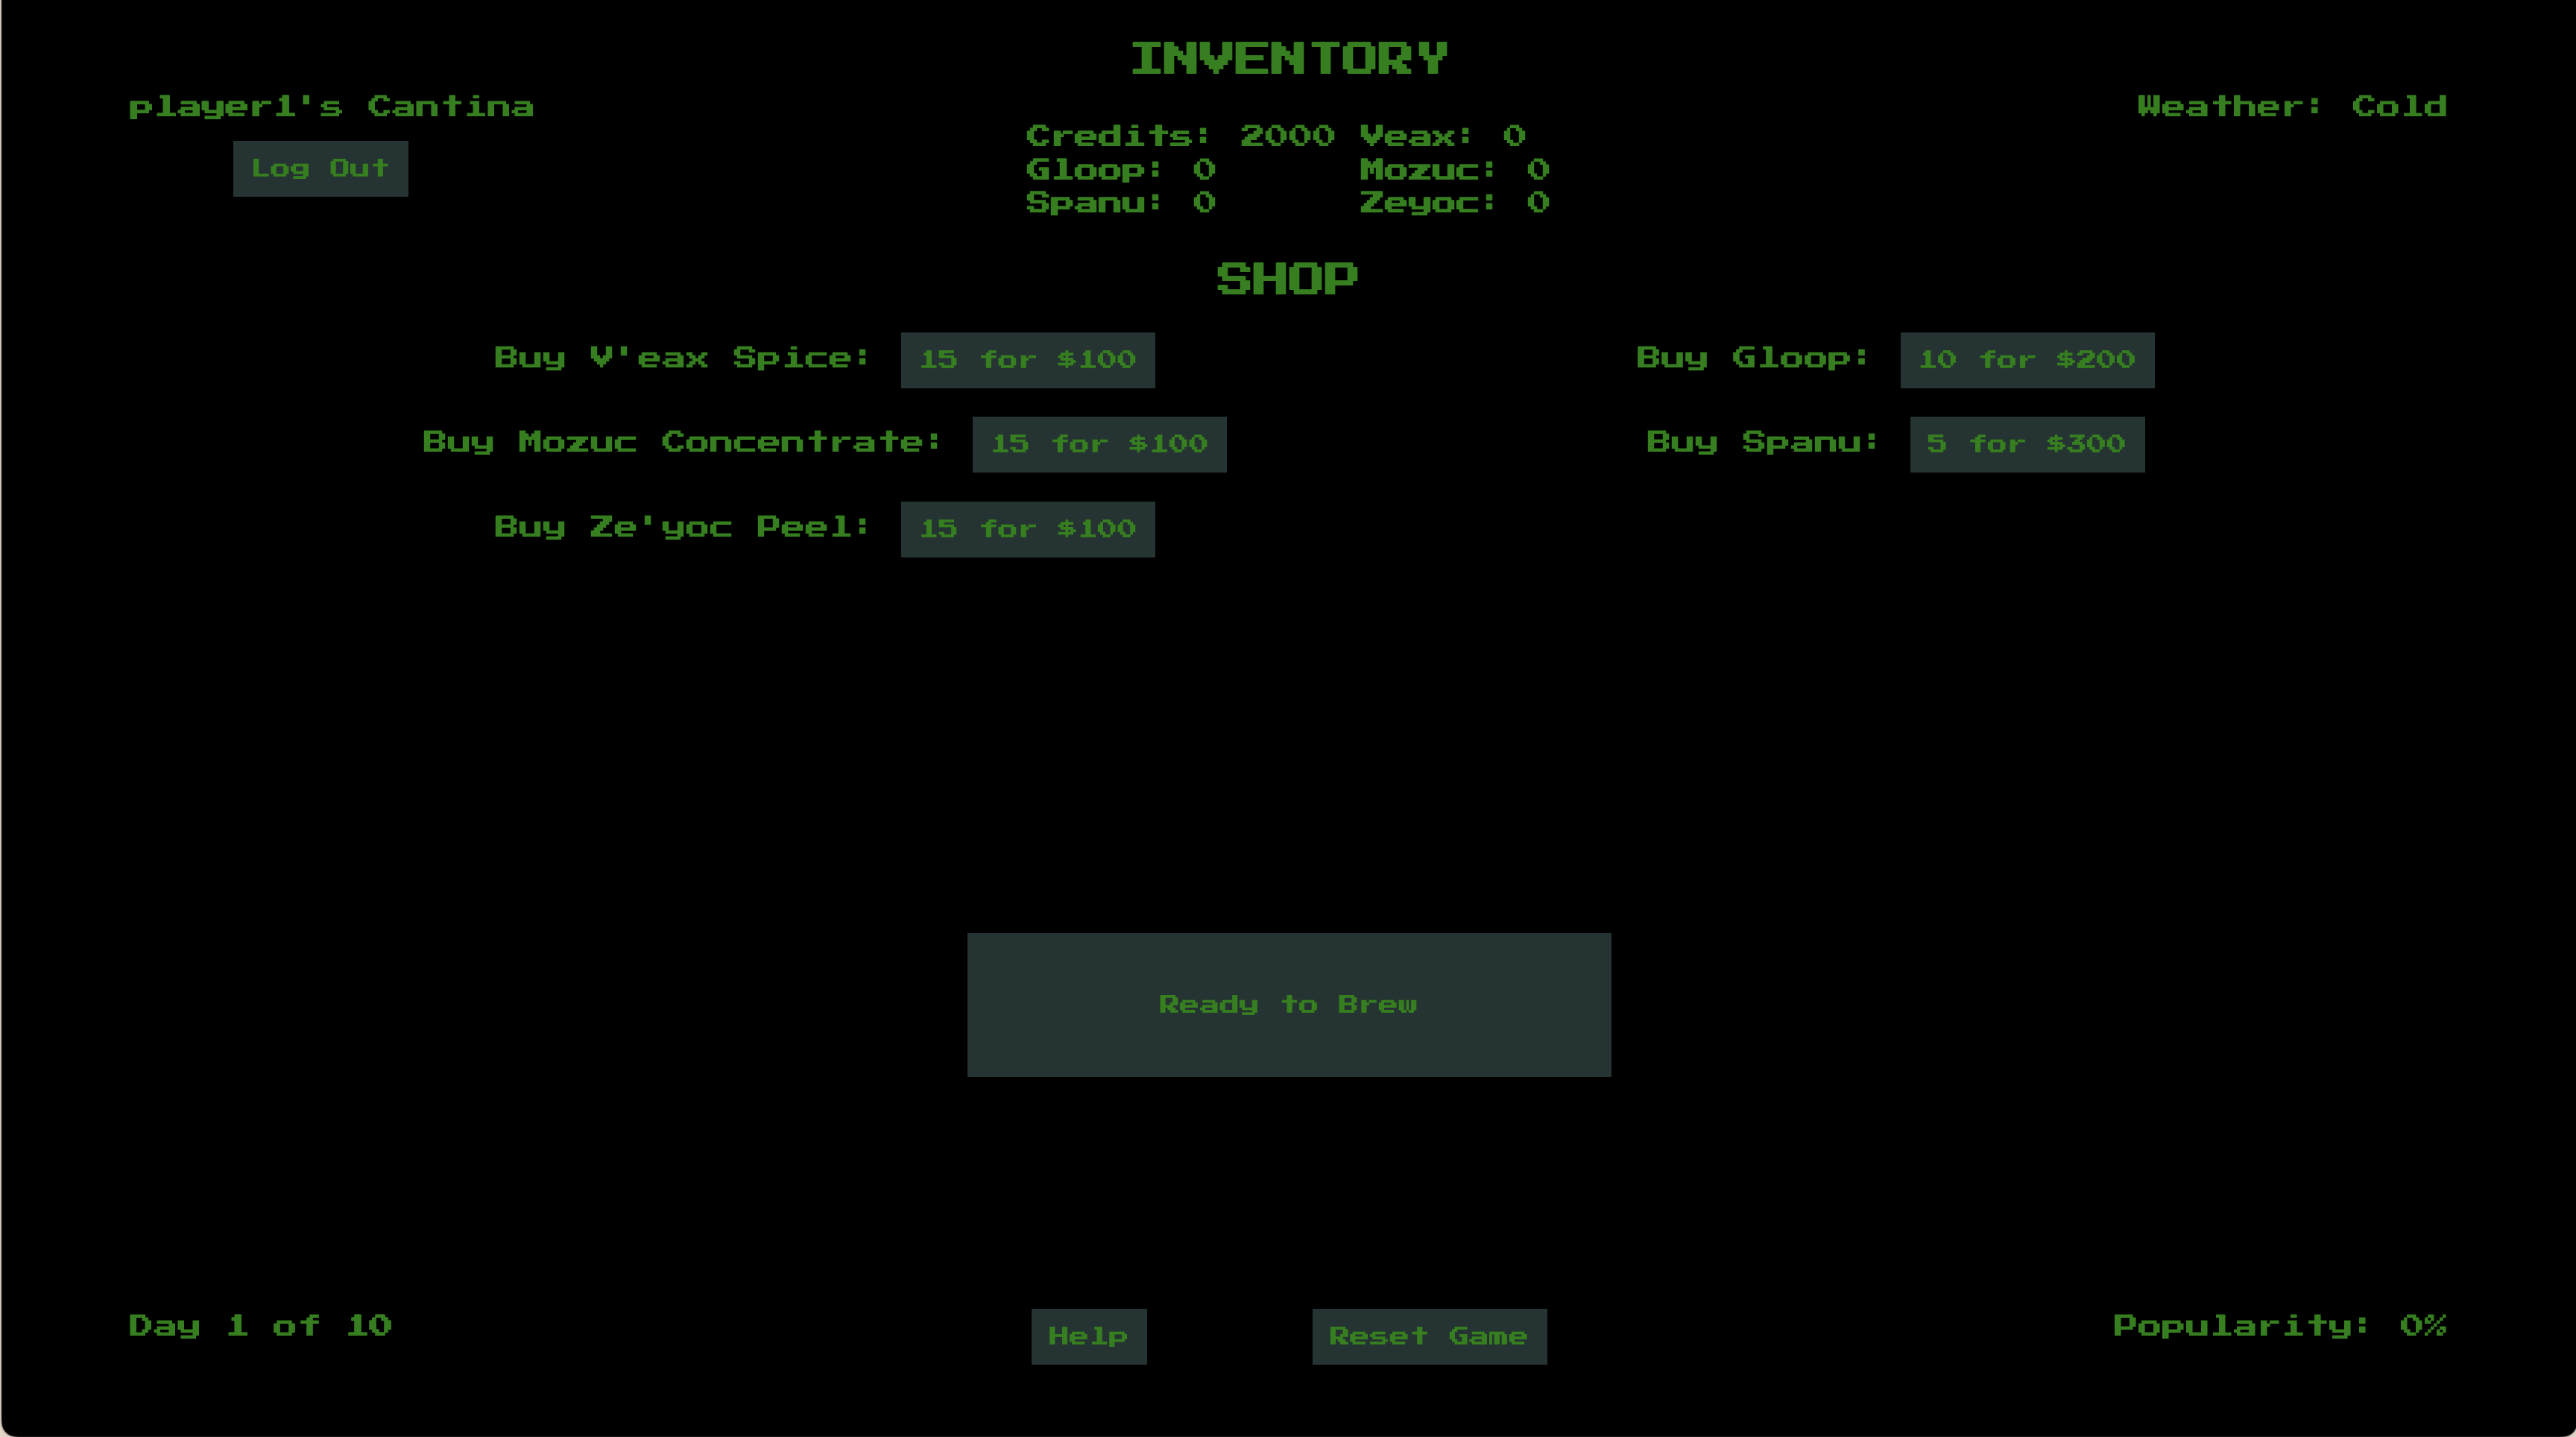 INVENTORY
player1's Cantina
Weather: Cold
Log Out
Credits: 2000 Veax: 0
Gloop: 0 Mozuc: 0
Spanu: 0 Zeyoc: 0
SHOP
Buy V'eax Spice: 15 for $100
Buy Gloop: 10 for $200
Buy Mozuc Concentrate: 15 for $100
Buy Spanu: 5 for $300
Buy Ze'yoc Peel: 15 for $100
Ready to Brew
Day 1 of 10
Help
Reset Game
Popularity: 0%